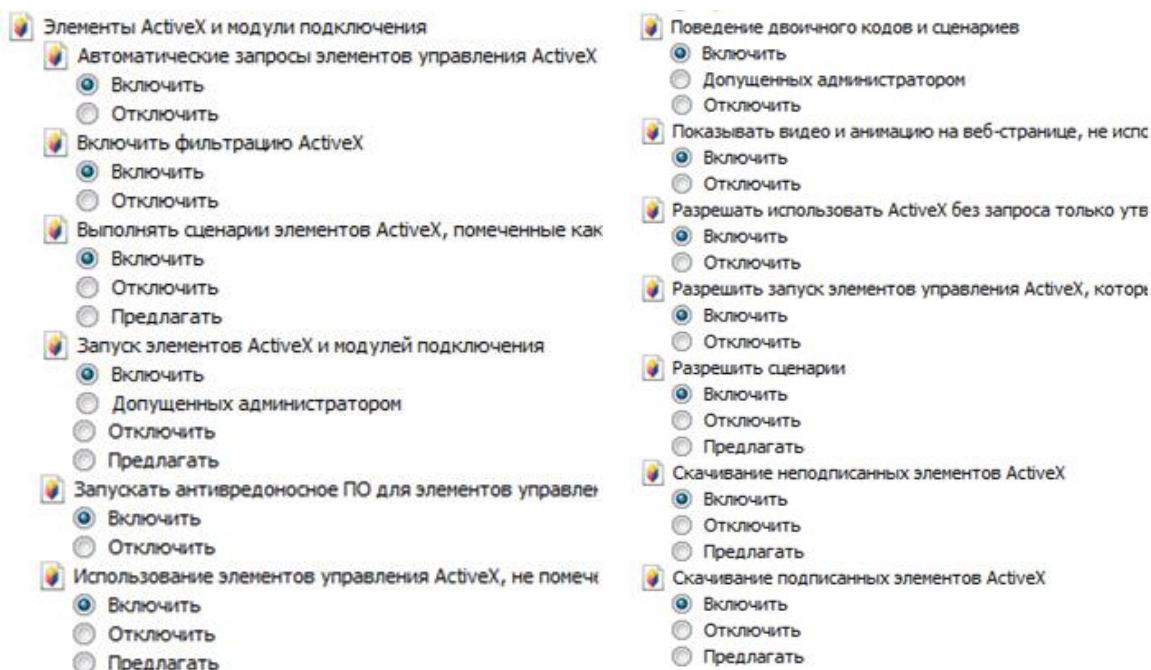 Элементы ActiveX и модули подключения
Автоматические запросы элементов управления ActiveX
Включить
Отключить
Включить фильтрацию ActiveX
Включить
Отключить
Выполнять сценарии элементов ActiveX, помеченные как
Включить
Отключить
Предлагать
Запуск элементов ActiveX и модулей подключения
Включить
Допущенных администратором
Отключить
Предлагать
Запускать антивредоносное ПО для элементов управлен
Включить
Отключить
Использование элементов управления ActiveX, не помече
Включить
Отключить
Предлагать
Поведение двоичного кодов и сценариев
Включить
Допущенных администратором
Отключить
Показывать видео и анимацию на веб-странице, не испо
Включить
Отключить
Разрешать использовать ActiveX без запроса только утв
Включить
Отключить
Разрешить запуск элементов управления ActiveX, которы
Включить
Отключить
Разрешить сценарии
Включить
Отключить
Предлагать
Скачивание неподписанных элементов ActiveX
Включить
Отключить
Предлагать
Скачивание подписанных элементов ActiveX
Включить
Отключить
Предлагать